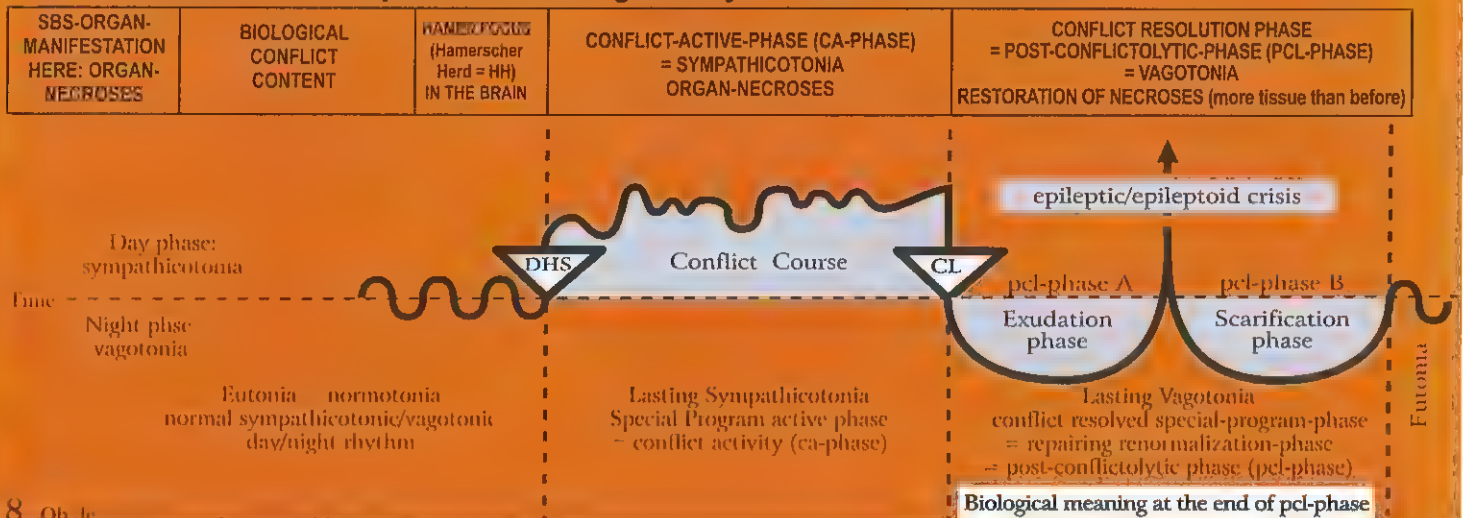 SBS-ORGAN-
MANIFESTATION
HERE: ORGAN-
NECROSES
BIOLOGICAL
CONFLICT
CONTENT
HAMER FOCUS
(Hamerscher
Herd = HH)
IN THE BRAIN
CONFLICT-ACTIVE-PHASE (CA-PHASE)
= SYMPATHICOTONIA
ORGAN-NECROSES
CONFLICT RESOLUTION PHASE
= POST-CONFLICTOLYTIC-PHASE (PCL-PHASE)
= VAGOTONIA
RESTORATION OF NECROSES (more tissue than before)
epileptic/epileptoid crisis
Day phase:
sympathicotonia
DHS
Conflict Course
CL
pcl-phase A
pcl-phase B
Time
Night phse
vagotonia
Exudation
phase
Scarification
phase
Eutonia normotonia
normal sympathicotonic/vagotonic
day/night rhythm
Lasting Sympathicotonia
Special Program active phase
= conflict activity (ca-phase)
Lasting Vagotonia
conflict resolved special-program-phase
= repairing renormalization-phase
= post-conflictolytic phase (pcl-phase)
Eutonia
Biological meaning at the end of pcl-phase
8